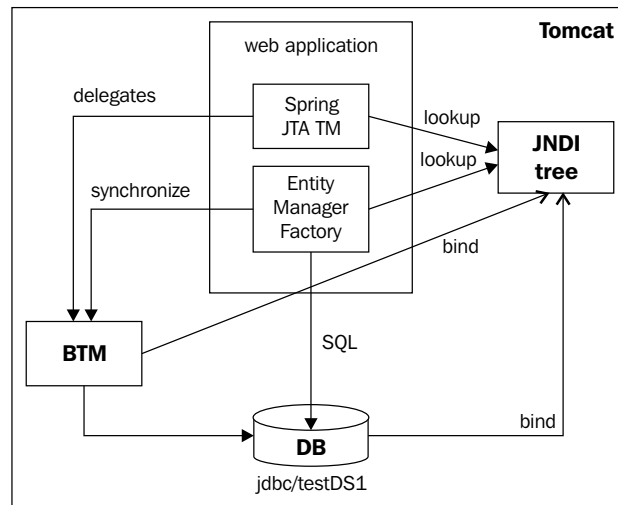 Tomcat
web application
delegates
Spring
JTA TM
lookup
JNDI
tree
lookup
synchronize
Entity
Manager
Factory
bind
BTM
SQL
bind
DB
jdbc/testDS1